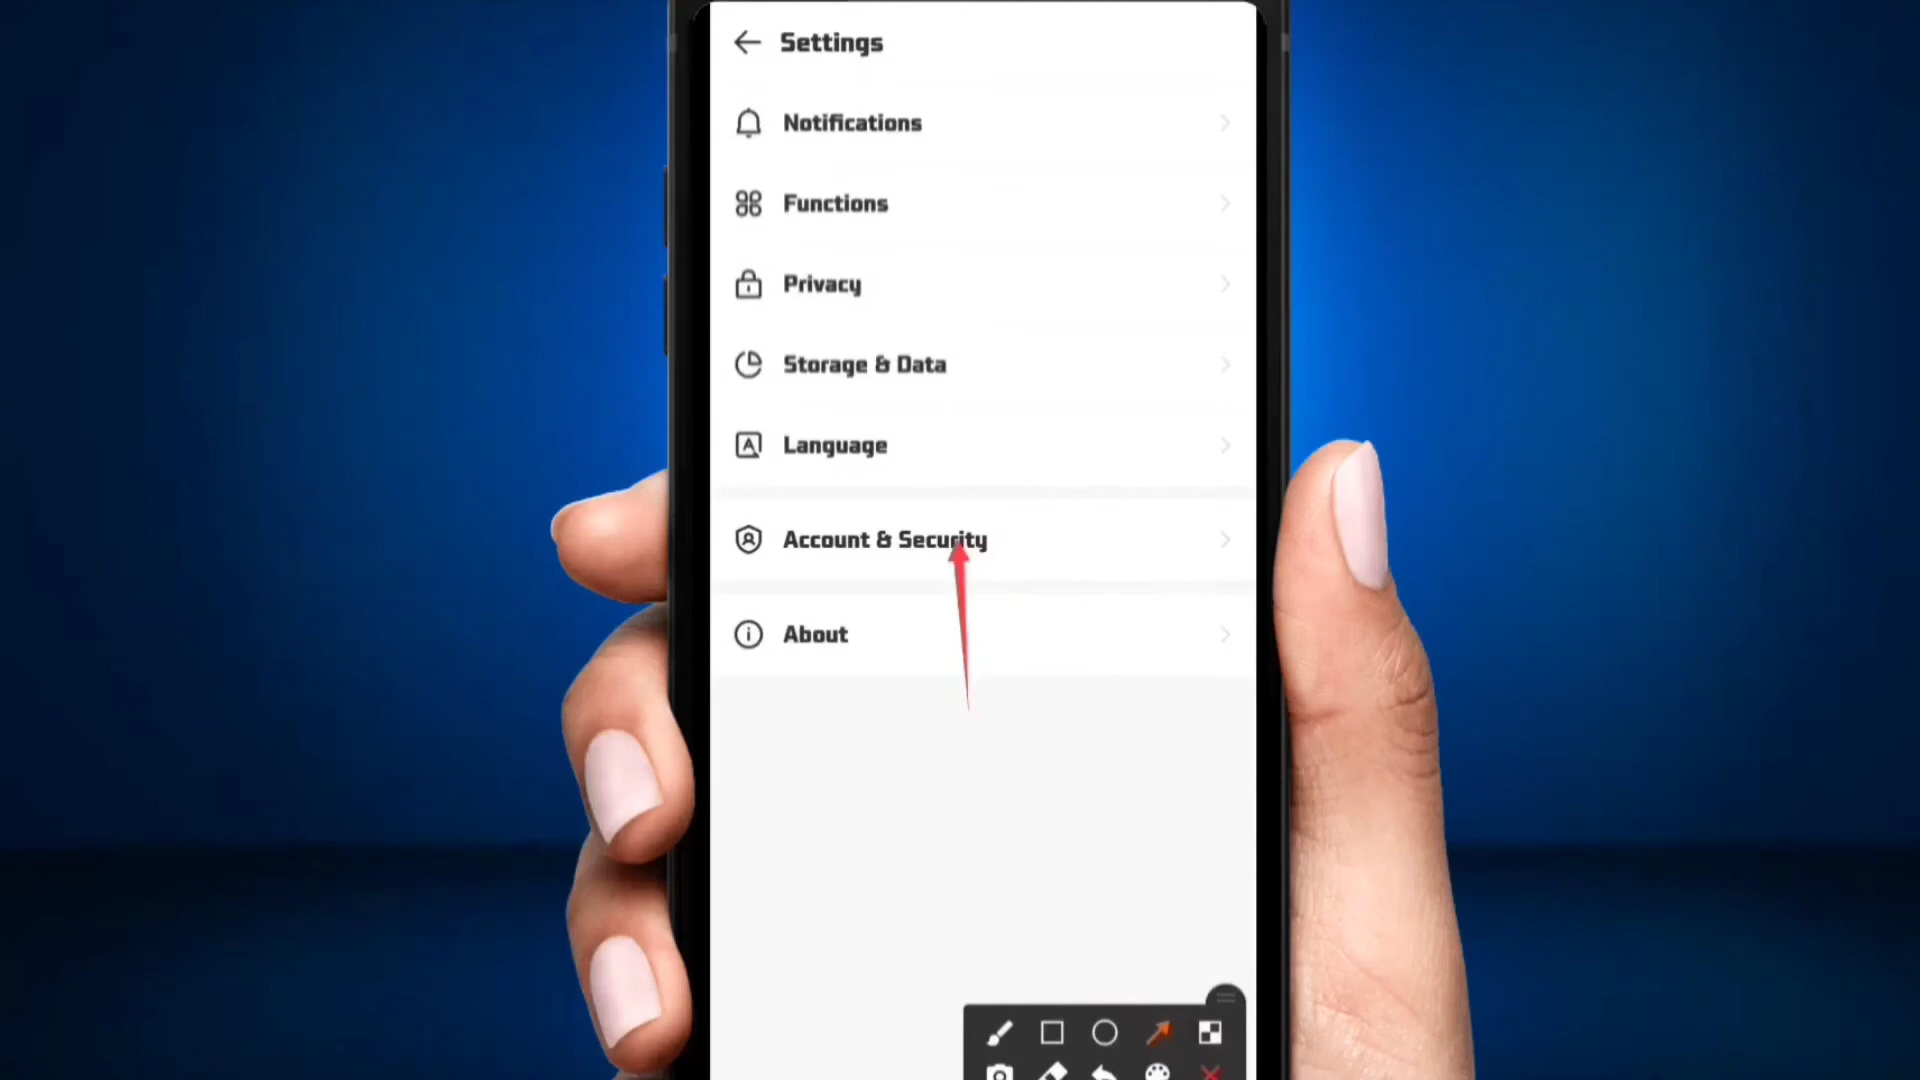 Settings
Notifications
Functions
Privacy
Storage & Data
Language
Account & Security
About